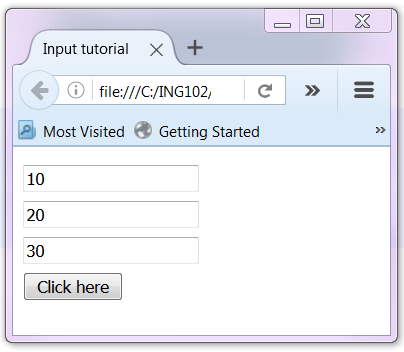 Input tutorial
file:///C:/ING102/
Most Visited Getting Started
10
20
30
Click here